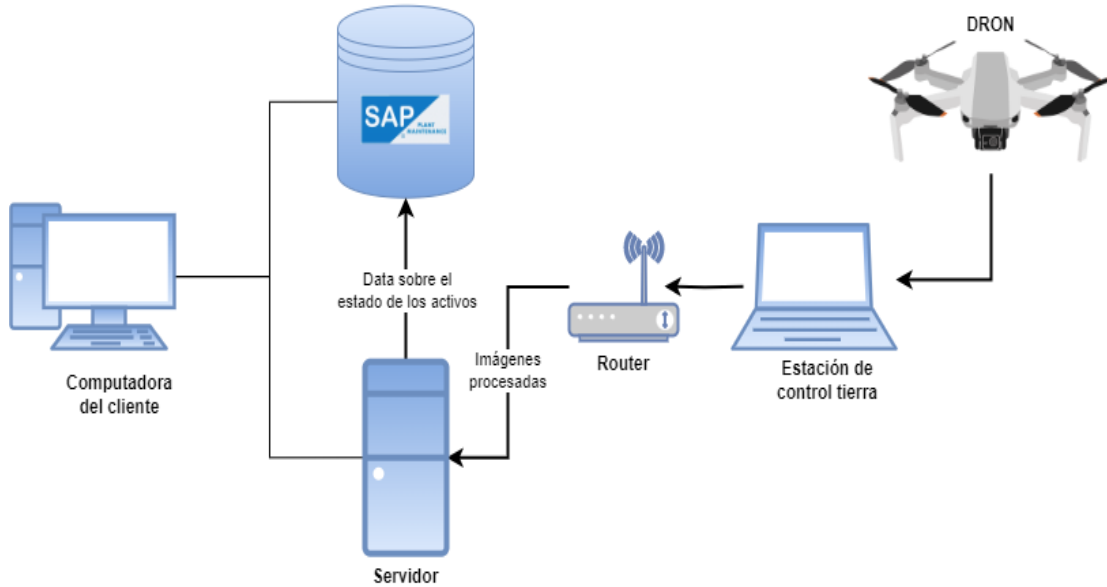 DRON
SAP
PLANT
MAINTENANCE
Data sobre el
estado de los activos
Imágenes
procesadas
Router
Estación de
control tierra
Computadora
del cliente
Servidor